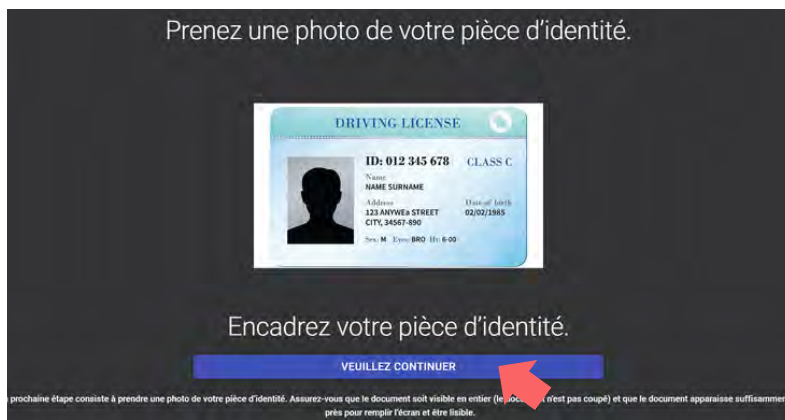 Prenez une photo de votre pièce d'identité.
DRIVING LICENSE
ID: 012 345 678 CLASS C
Name
NAME SURNAME
Address Date of birth
123 ANYWEa STREET 02/02/1985
CITY, 34567-890
Sex: M Eyes: BRO Ht: 6-00
Encadrez votre pièce d'identité.
VEUILLEZ CONTINUER
prochaine étape consiste à prendre une photo de votre pièce d'identité. Assurez-vous que le document soit visible en entier (le n'est pas coupé) et que le document apparaisse
près pour remplir l'écran et être lisible.